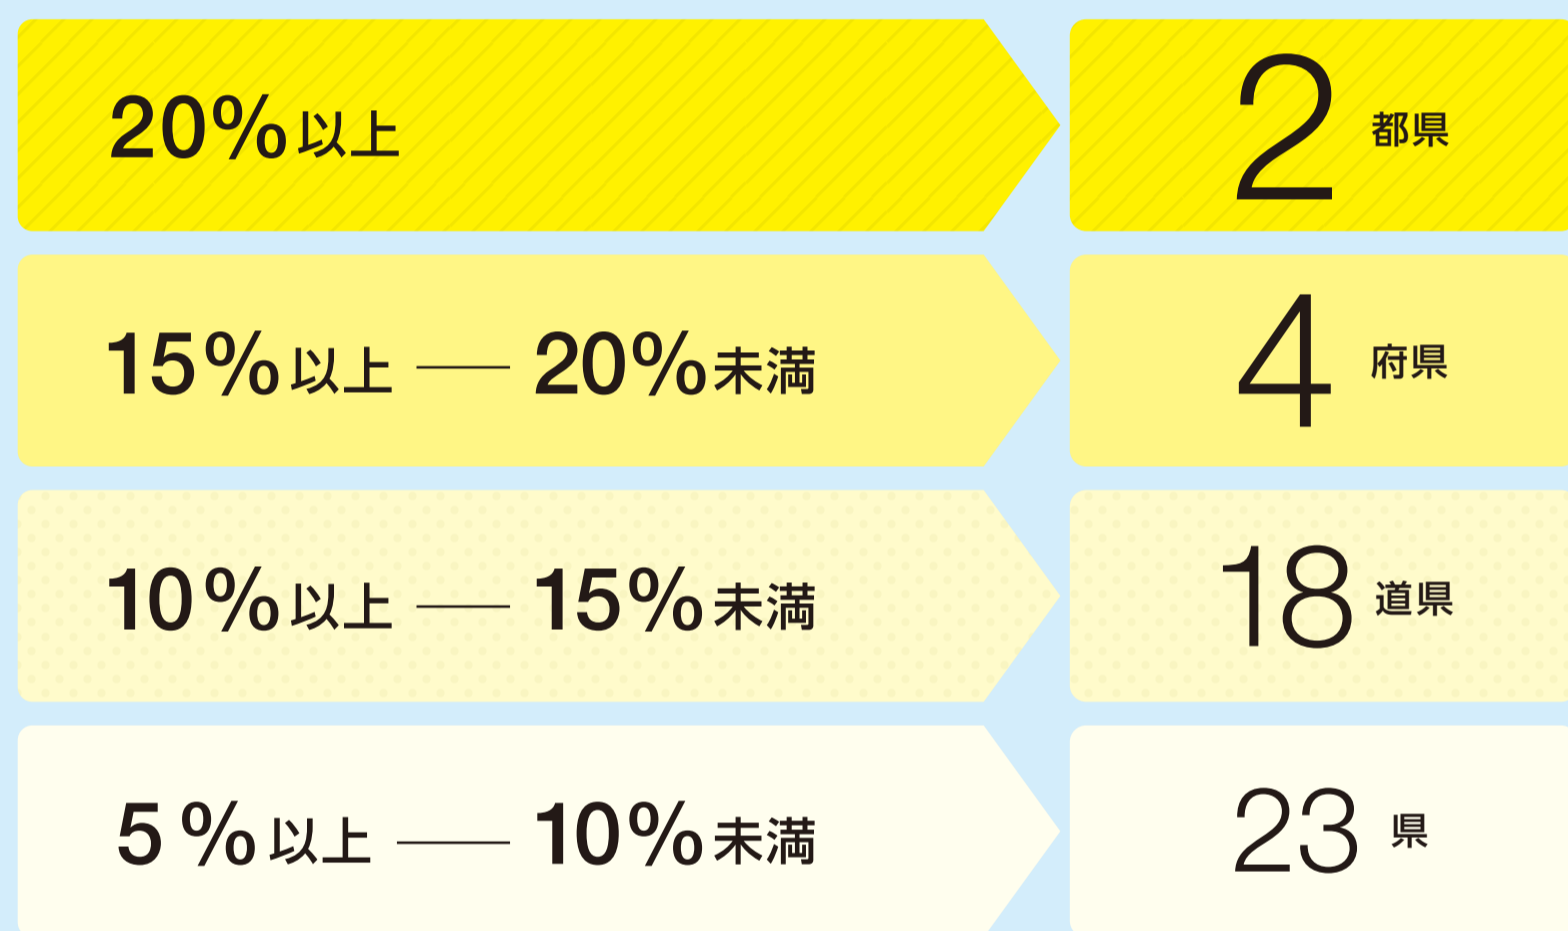 20%以上 2 都県
15%以上 — 20%未満 4 府県
10%以上 — 15%未満 18 道県
5%以上 — 10%未満 23 県